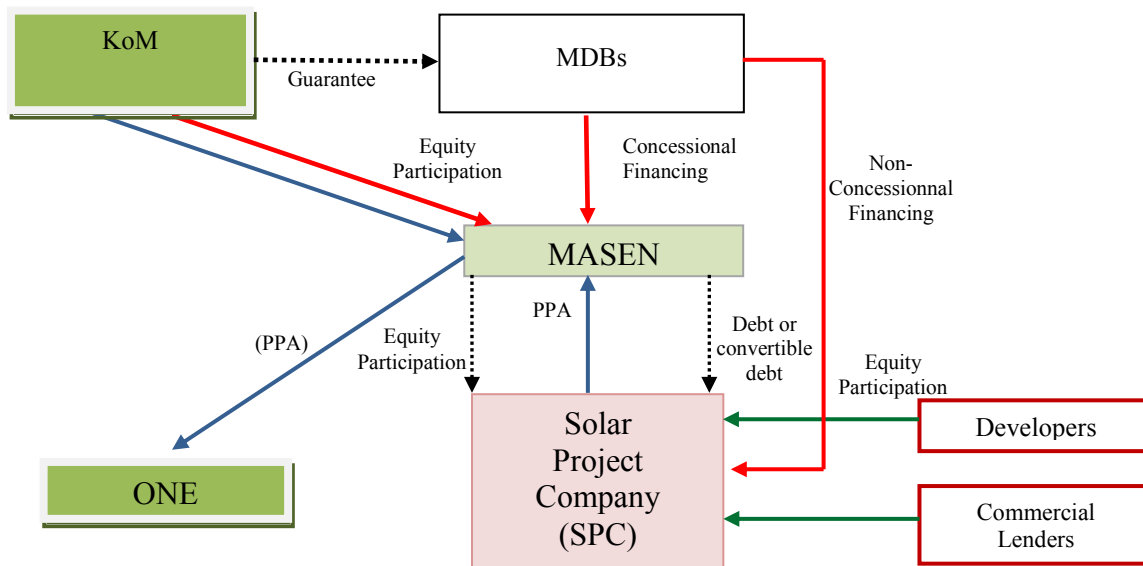 KoM
Guarantee
MDBs
Equity
Participation
Concessional
Financing
Non-
Concessionnal
Financing
MASEN
(PPA)
Equity
Participation
PPA
Debt or
convertible
debt
Equity
Participation
Solar
Project
Company
(SPC)
Developers
ONE
Commercial
Lenders